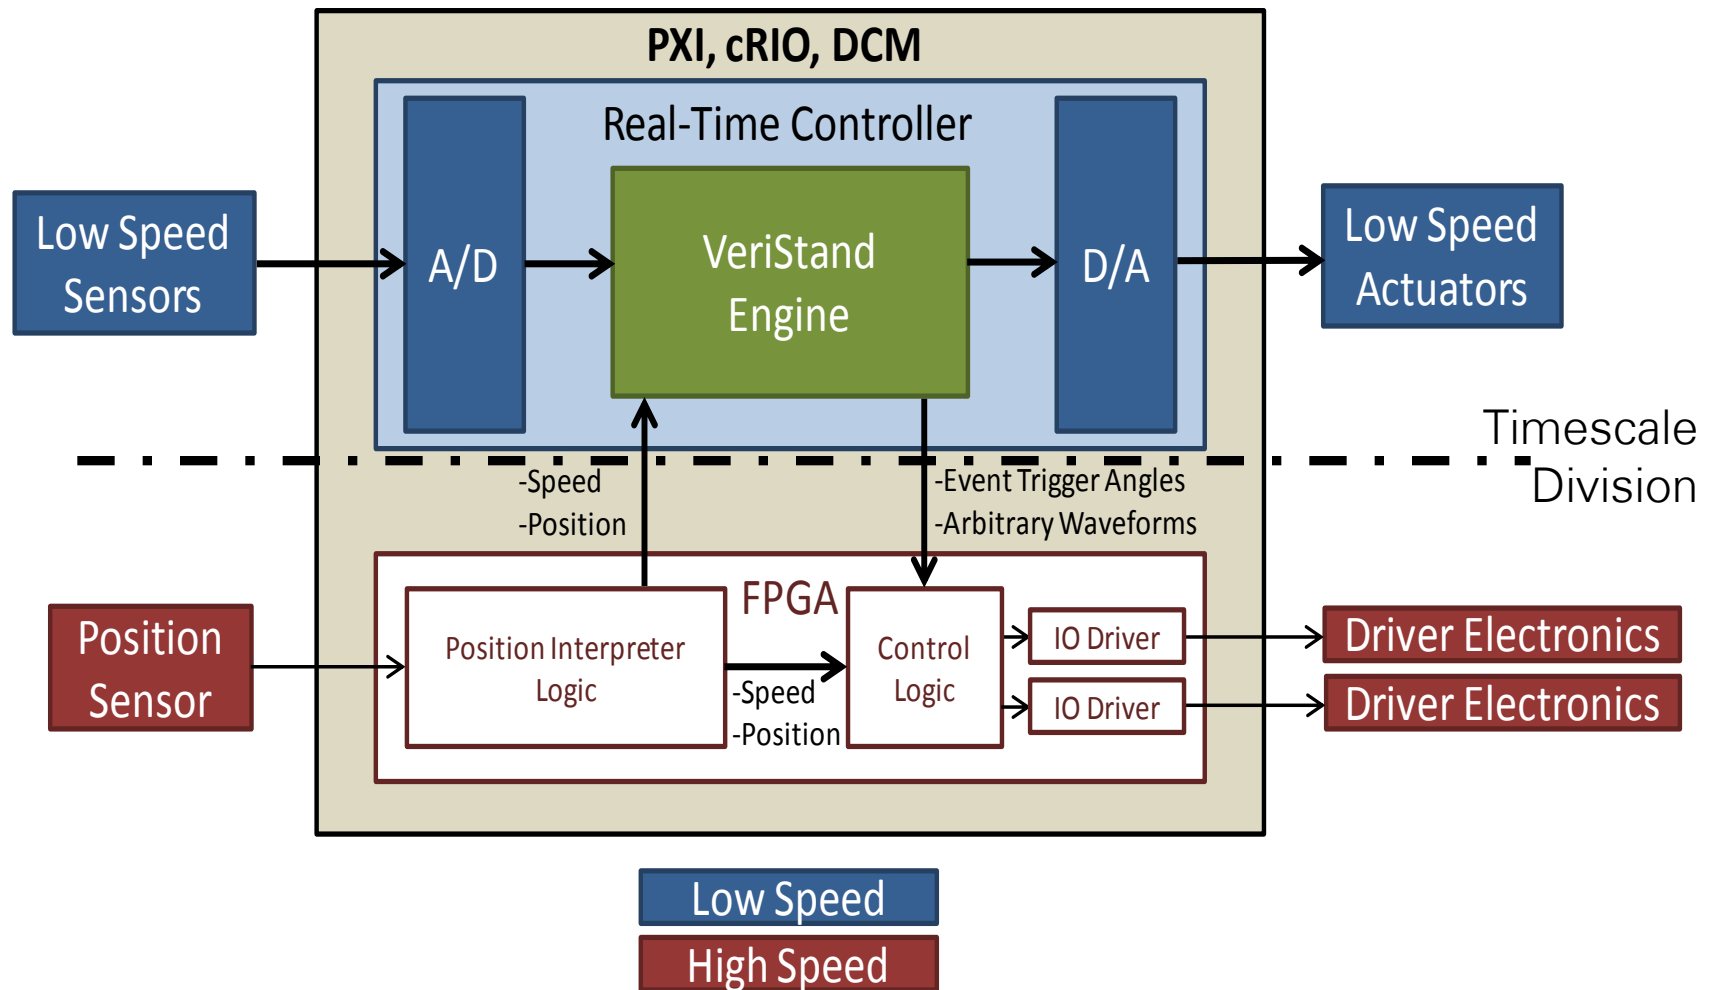 PXI, cRIO, DCM
Real-Time Controller
Low Speed
Sensors
A/D
VeriStand
Engine
D/A
Low Speed
Actuators
Timescale
Division
-Speed
-Position
-Event Trigger Angles
-Arbitrary Waveforms
FPGA
Position
Sensor
Position Interpreter
Logic
-Speed
-Position
Control
Logic
IO Driver
IO Driver
Driver Electronics
Driver Electronics
Low Speed
High Speed